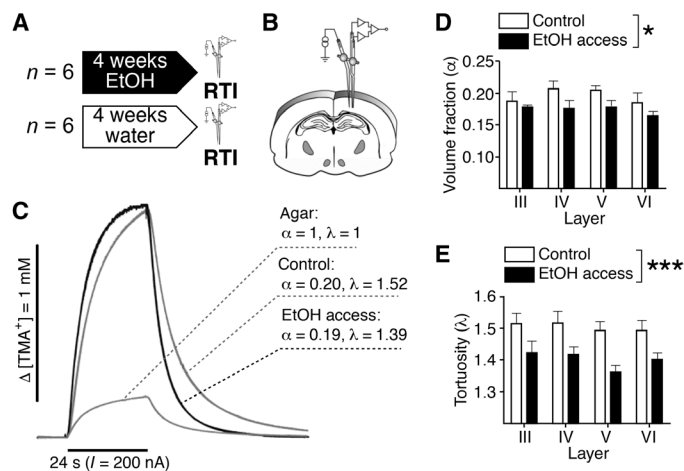 A
n = 6
4 weeks
EtOH
RTI
n = 6
4 weeks
water
RTI
B
C
Δ [TMA⁺] = 1 mM
24 s (I = 200 nA)
Agar:
α = 1, λ = 1
Control:
α = 0.20, λ = 1.52
EtOH access:
α = 0.19, λ = 1.39
D
Control
EtOH access
*
Volume fraction (α)
0.25
0.20
0.15
0.10
III IV V VI
Layer
E
Control
EtOH access
***
Tortuosity (λ)
1.6
1.5
1.4
1.3
III IV V VI
Layer